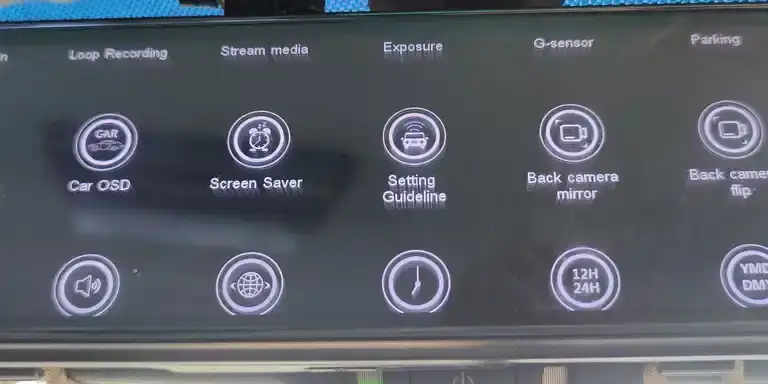 Loop Recording
Stream media
Exposure
G-sensor
Parking
CAR
Car OSD
Screen Saver
Setting
Guideline
Back camera
mirror
Back came
flip
12H
24H
YMD
DMY